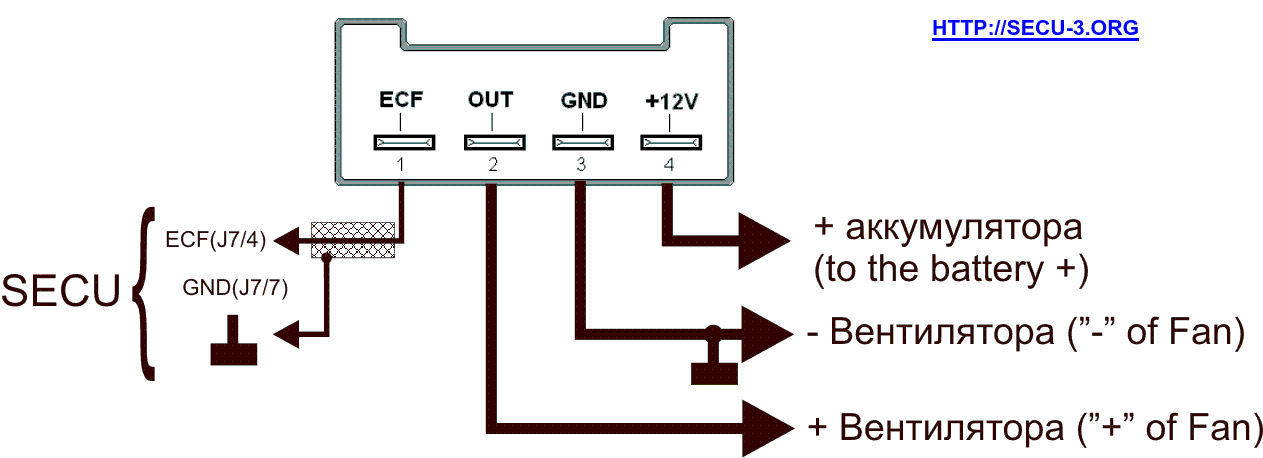 HTTP://SECU-3.ORG
ECF OUT GND +12V
1 2 3 4
SECU
ECF(J7/4)
GND(J7/7)
+ аккумулятора
(to the battery +)
- Вентилятора (”-” of Fan)
+ Вентилятора (”+” of Fan)